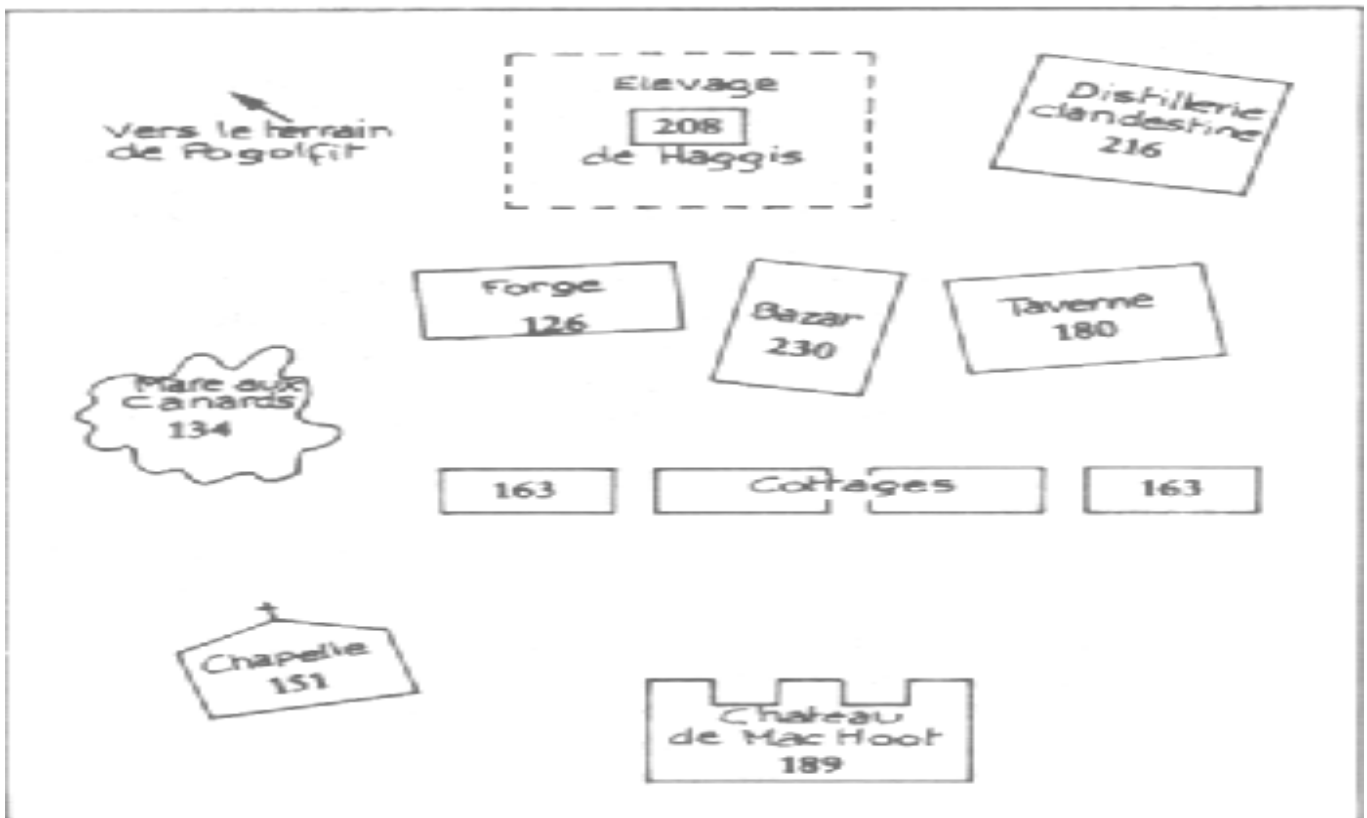 Vers le terrain
de Pogolfit
Elevage
208
de Haggis
Distillerie
clandestine
216
Forge
126
Bazar
230
Taverne
180
Mare aux
Canards
134
163
Cottages
163
Chapelle
151
Chateau
de Mac Hoot
189